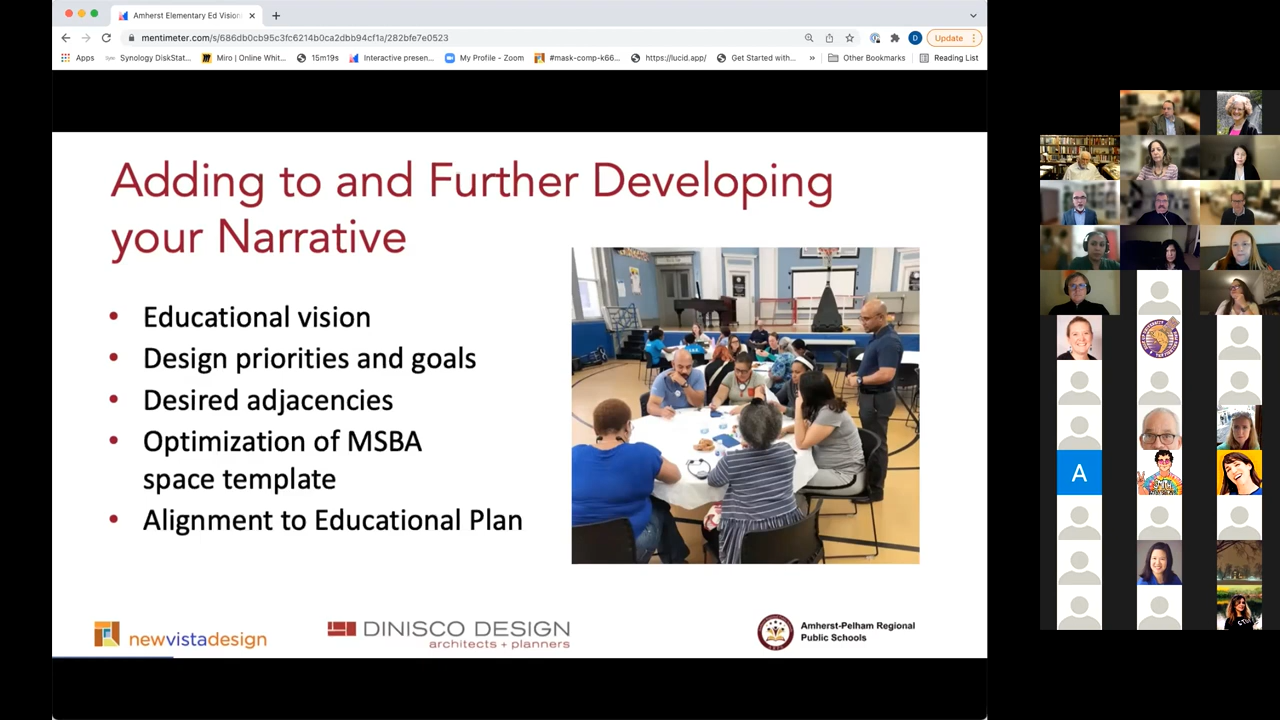 Amherst Elementary Ed Vision
mentimeter.com/s/686db0cb95c3fc6214b0ca2dbb94cf1a/282bfe7e0523
Update
Apps
Synology DiskStat...
Miro | Online Whit...
15m19s
Interactive presen...
My Profile - Zoom
#mask-comp-k66...
https://lucid.app/
Get Started with...
»
Other Bookmarks
Reading List
Adding to and Further Developing
your Narrative
• Educational vision
• Design priorities and goals
• Desired adjacencies
• Optimization of MSBA
space template
• Alignment to Educational Plan
newvistadesign
DINISCO DESIGN
architects + planners
Amherst-Pelham Regional
Public Schools
D
A